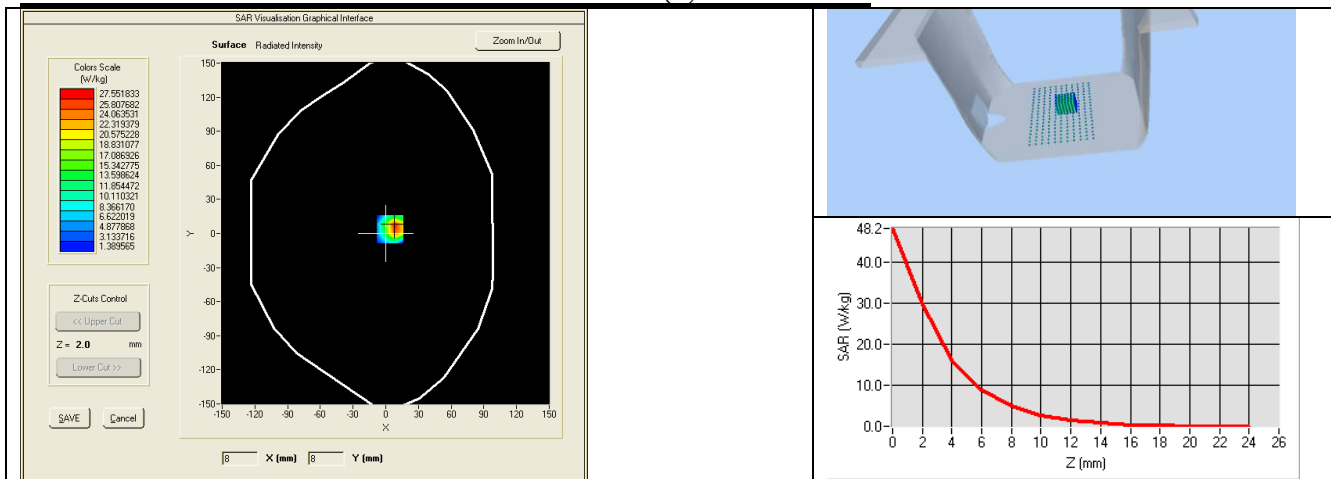 SAR Visualisation Graphical Interface
Surface Radiated Intensity
Zoom In/Out
Colors Scale
(W/kg)
27.551833
25.807682
24.063531
22.319379
20.575228
18.831077
17.086926
15.342775
13.598624
11.854472
10.110321
8.366170
6.622019
4.877868
3.133716
1.389565
Z-Cuts Control
<< Upper Cut
Z = 2.0 mm
Lower Cut >>
SAVE Cancel
150-
120-
90-
60-
30-
0-
-30-
-60-
-90-
-120-
-150-
Y
-150 -120 -90 -60 -30 0 30 60 90 120 150
X
8 X (mm) 8 Y (mm)
48.2-
40.0-
30.0-
20.0-
10.0-
0.0-
SAR (W/kg)
0 2 4 6 8 10 12 14 16 18 20 22 24 26
Z (mm)